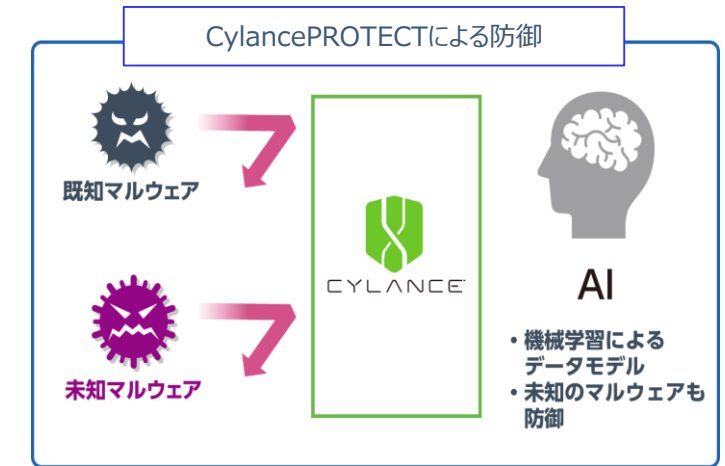 CylancePROTECTによる防御
既知マルウェア
未知マルウェア
CYLANCE
AI
・機械学習による
データモデル
・未知のマルウェアも
防御